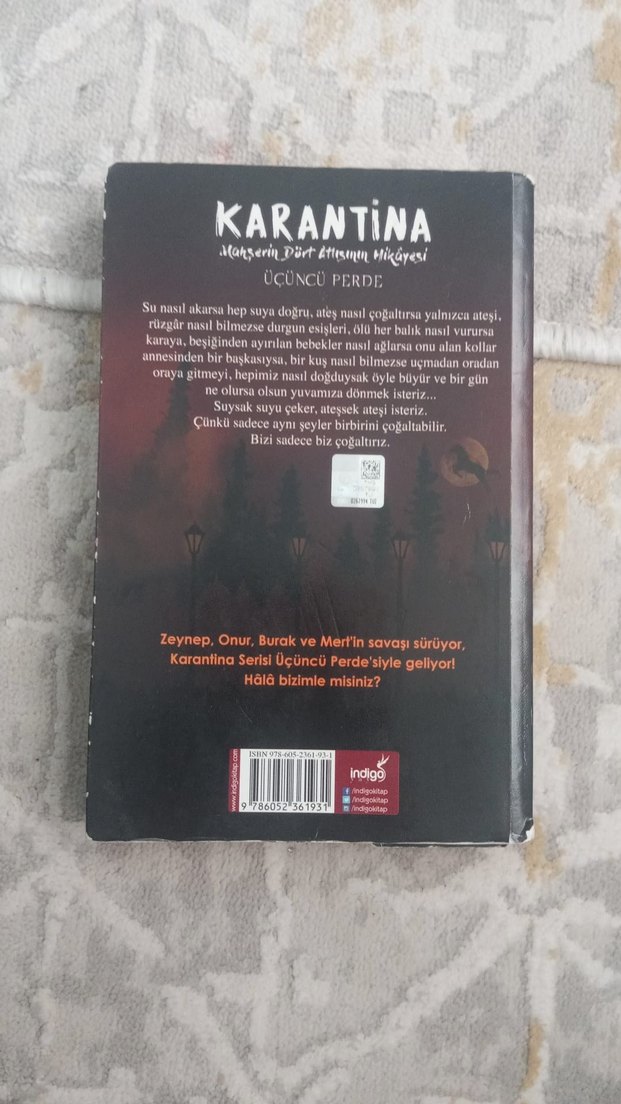 KARANTİNA
Mahşerin Dört Atlısının Hikâyesi
ÜÇÜNCÜ PERDE
Su nasıl akarsa hep suya doğru, ateş nasıl çoğaltırsa yalnızca ateşi,
rüzgâr nasıl bilmezse durgun esişleri, ölü her balık nasıl vurursa
karaya, beşiğinden ayırılan bebekler nasıl ağlarsa onu alan kollar
annesinden bir başkasıysa, bir kuş nasıl bilmezse uçmadan oradan
oraya gitmeyi, hepimiz nasıl doğduysak öyle büyür ve bir gün
ne olursa olsun yuvamıza dönmek isteriz...
Suysak suyu çeker, ateşsek ateşi isteriz.
Çünkü sadece aynı şeyler birbirini çoğaltabilir.
Bizi sadece biz çoğaltırız.
Zeynep, Onur, Burak ve Mert'in savaşı sürüyor,
Karantina Serisi Üçüncü Perde'siyle geliyor!
Hâlâ bizimle misiniz?
www.indigokitap.com
ISBN 978-605-2361-93-1
9 786052 361931
indigo
/indigokitap
/indigokitap
/indigokitap